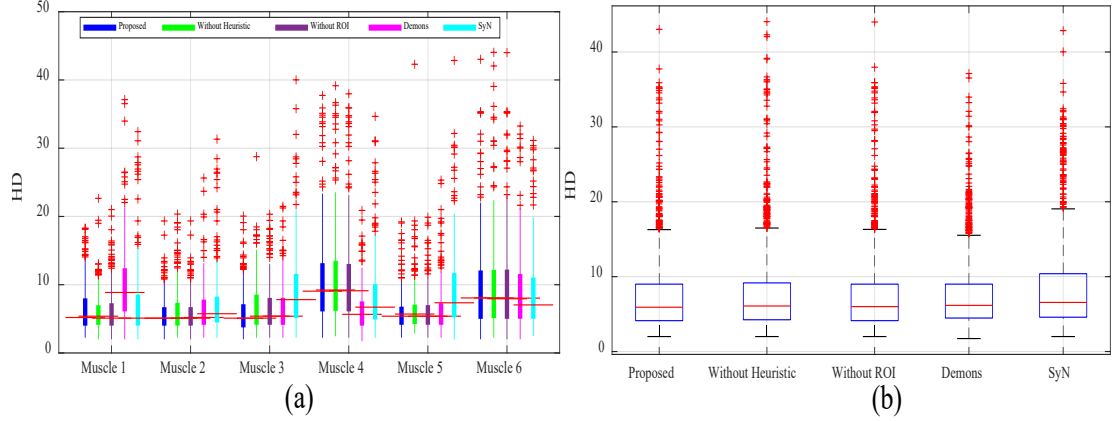 Proposed Without Heuristic Without ROI Demons SyN
HD
50
40
30
20
10
0
Muscle 1 Muscle 2 Muscle 3 Muscle 4 Muscle 5 Muscle 6
(a)
HD
40
30
20
10
0
Proposed Without Heuristic Without ROI Demons SyN
(b)